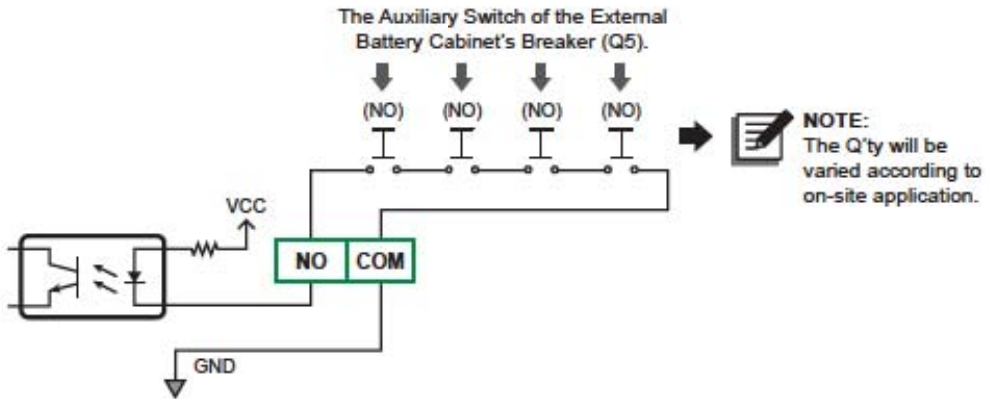 The Auxiliary Switch of the External
Battery Cabinet's Breaker (Q5).
(NO) (NO) (NO) (NO)
NOTE:
The Q'ty will be
varied according to
on-site application.
VCC
NO COM
GND